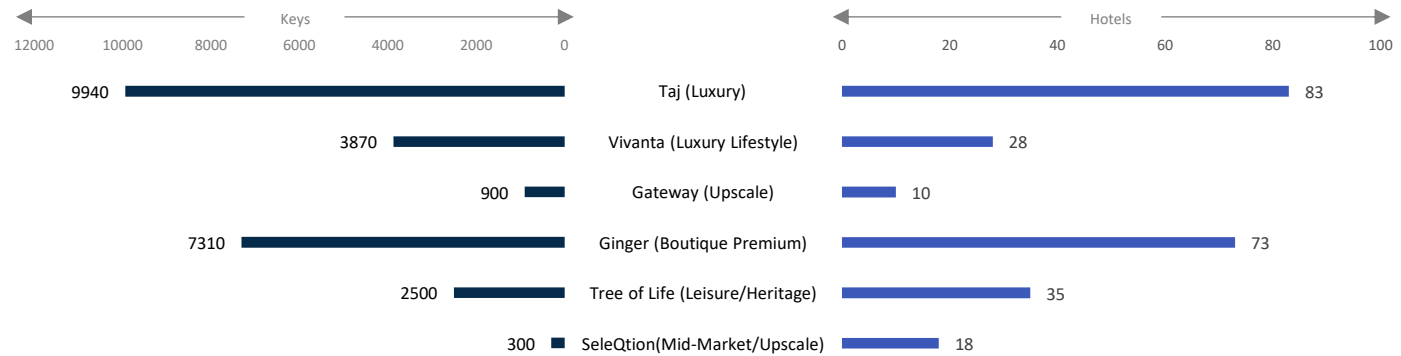 Keys Hotels
12000 10000 8000 6000 4000 2000 0 0 20 40 60 80 100
9940 Taj (Luxury) 83
3870 Vivanta (Luxury Lifestyle) 28
900 Gateway (Upscale) 10
7310 Ginger (Boutique Premium) 73
2500 Tree of Life (Leisure/Heritage) 35
300 SeleQtion(Mid-Market/Upscale) 18